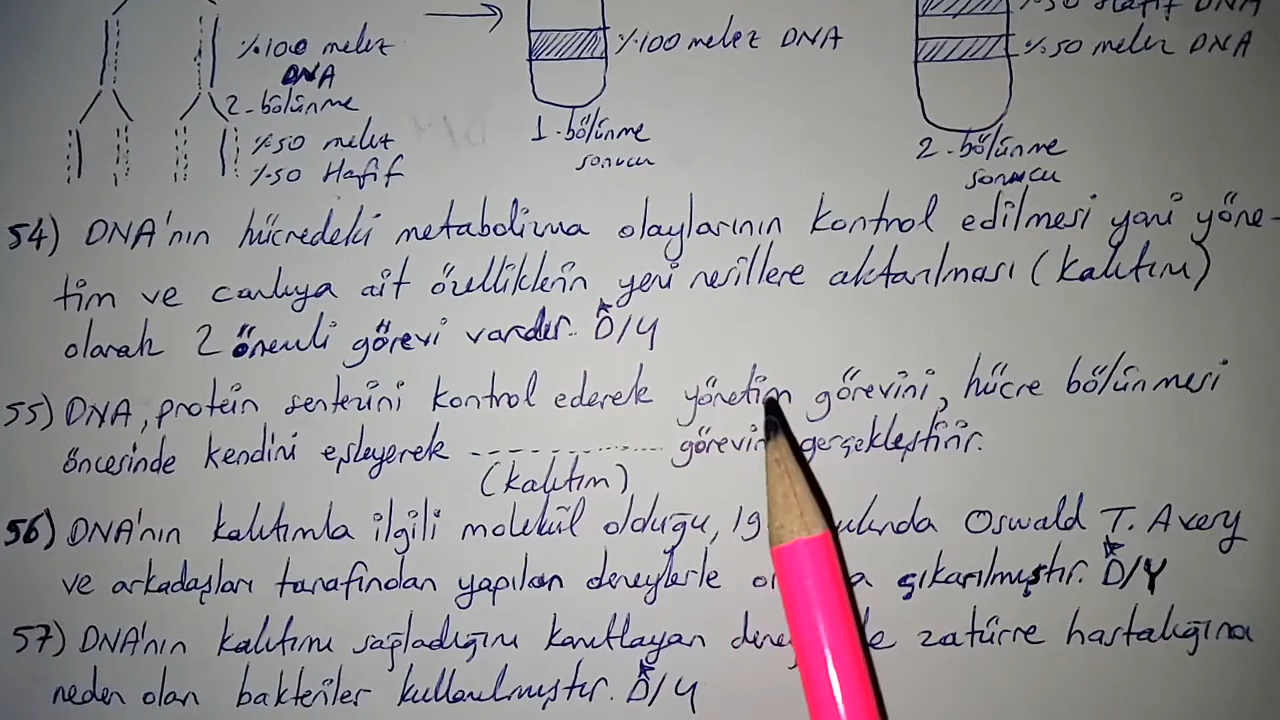 %50 Hafif DNA
%100 melez
DNA
%100 melez DNA
%50 melez DNA
2-bölünme
%50 melez
%50 Hafif
1-bölünme
sonucu
2-bölünme
sonucu
54) DNA'nın hücredeki metabolizma olaylarının kontrol edilmesi yani yöne-
tim ve canlıya ait özelliklerin yeni nesillere aktarılması (kalıtım)
olarak 2 önemli görevi vardır. D/Y
55) DNA, protein sentezini kontrol ederek yönetim görevini, hücre bölünmesi
öncesinde kendini eşleyerek ............ görevin gerçekleştirir.
(kalıtım)
56) DNA'nın kalıtımla ilgili molekül olduğu, 19 Oswald T. Avery
ve arkadaşları tarafından yapılan deneylerle çıkarılmıştır. D/Y
57) DNA'nın kalıtımı sağladığını kanıtlayan zatürre hastalığına
neden olan bakteriler kullanılmıştır. D/Y